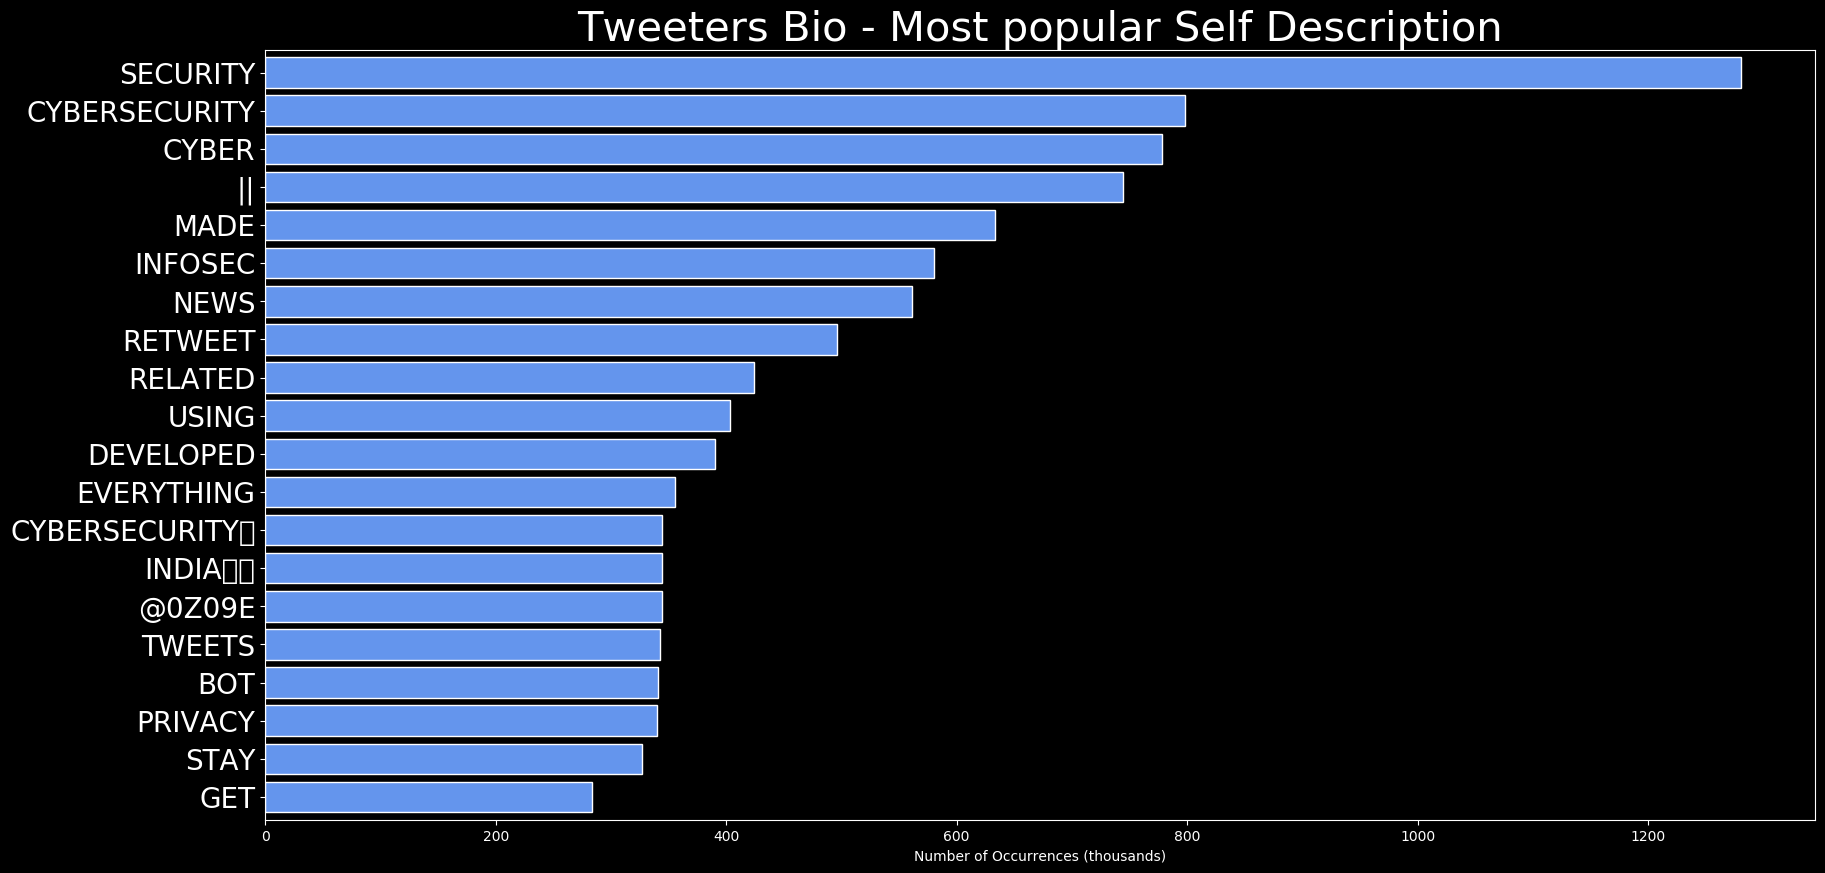 Tweeters Bio - Most popular Self Description
SECURITY
CYBERSECURITY
CYBER
||
MADE
INFOSEC
NEWS
RETWEET
RELATED
USING
DEVELOPED
EVERYTHING
CYBERSECURITY▯
INDIA▯▯
@0Z09E
TWEETS
BOT
PRIVACY
STAY
GET
0 200 400 600 800 1000 1200
Number of Occurrences (thousands)